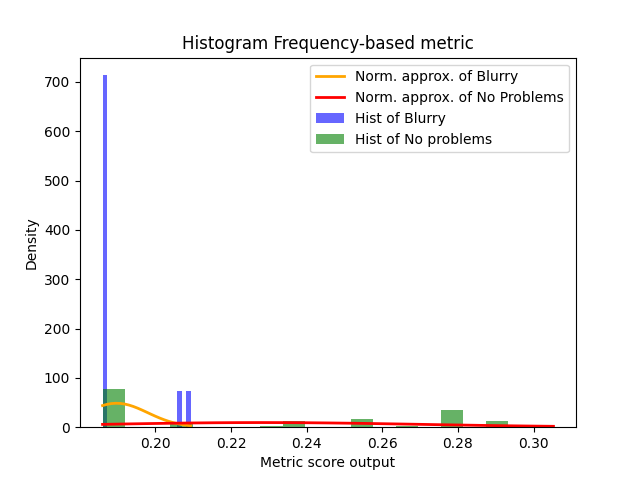 Histogram Frequency-based metric
Norm. approx. of Blurry
Norm. approx. of No Problems
Hist of Blurry
Hist of No problems
Density
700
600
500
400
300
200
100
0
0.20 0.22 0.24 0.26 0.28 0.30
Metric score output